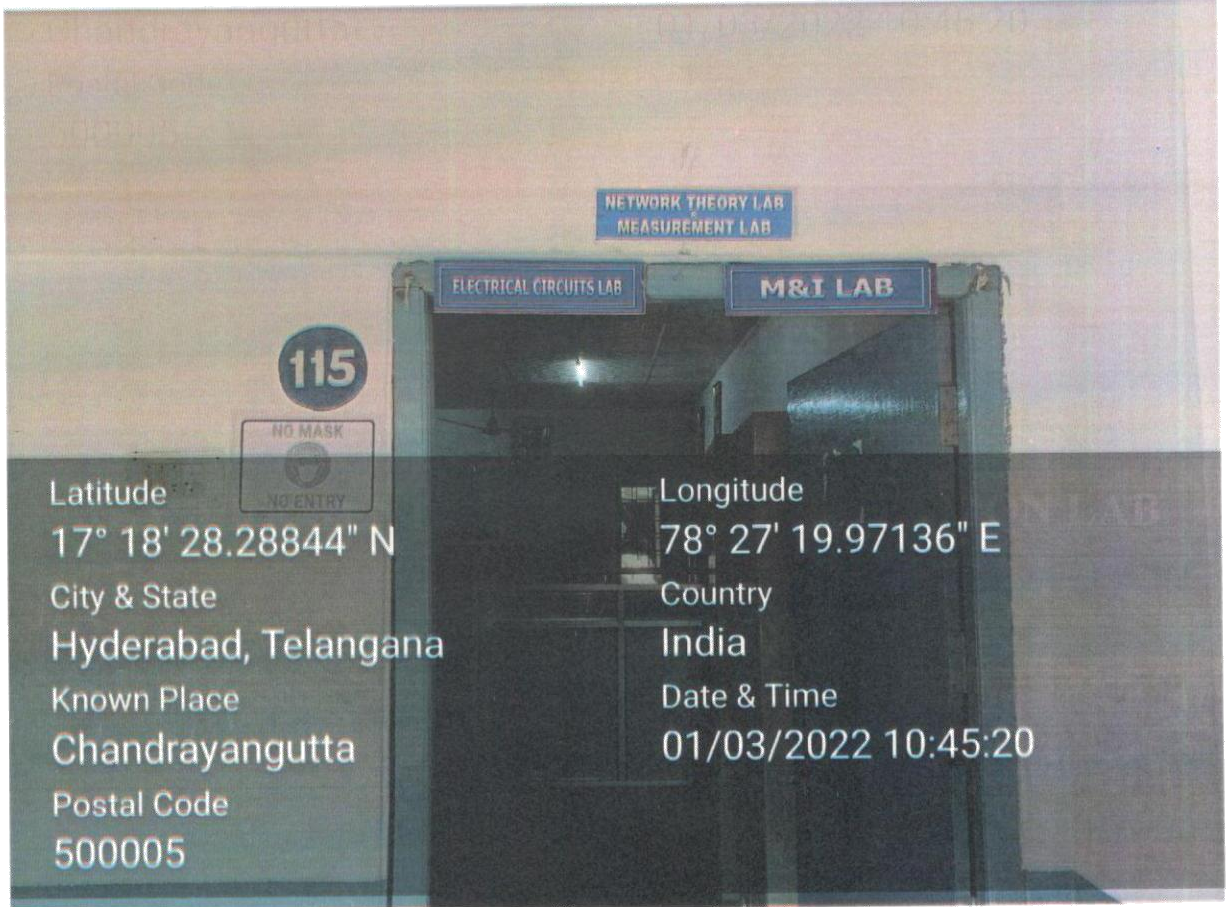 NETWORK THEORY LAB
&
MEASUREMENT LAB
ELECTRICAL CIRCUITS LAB
M&I LAB
115
NO MASK
NO ENTRY
Latitude
17° 18' 28.28844" N
Longitude
78° 27' 19.97136" E
City & State
Hyderabad, Telangana
Country
India
Known Place
Chandrayangutta
Date & Time
01/03/2022 10:45:20
Postal Code
500005